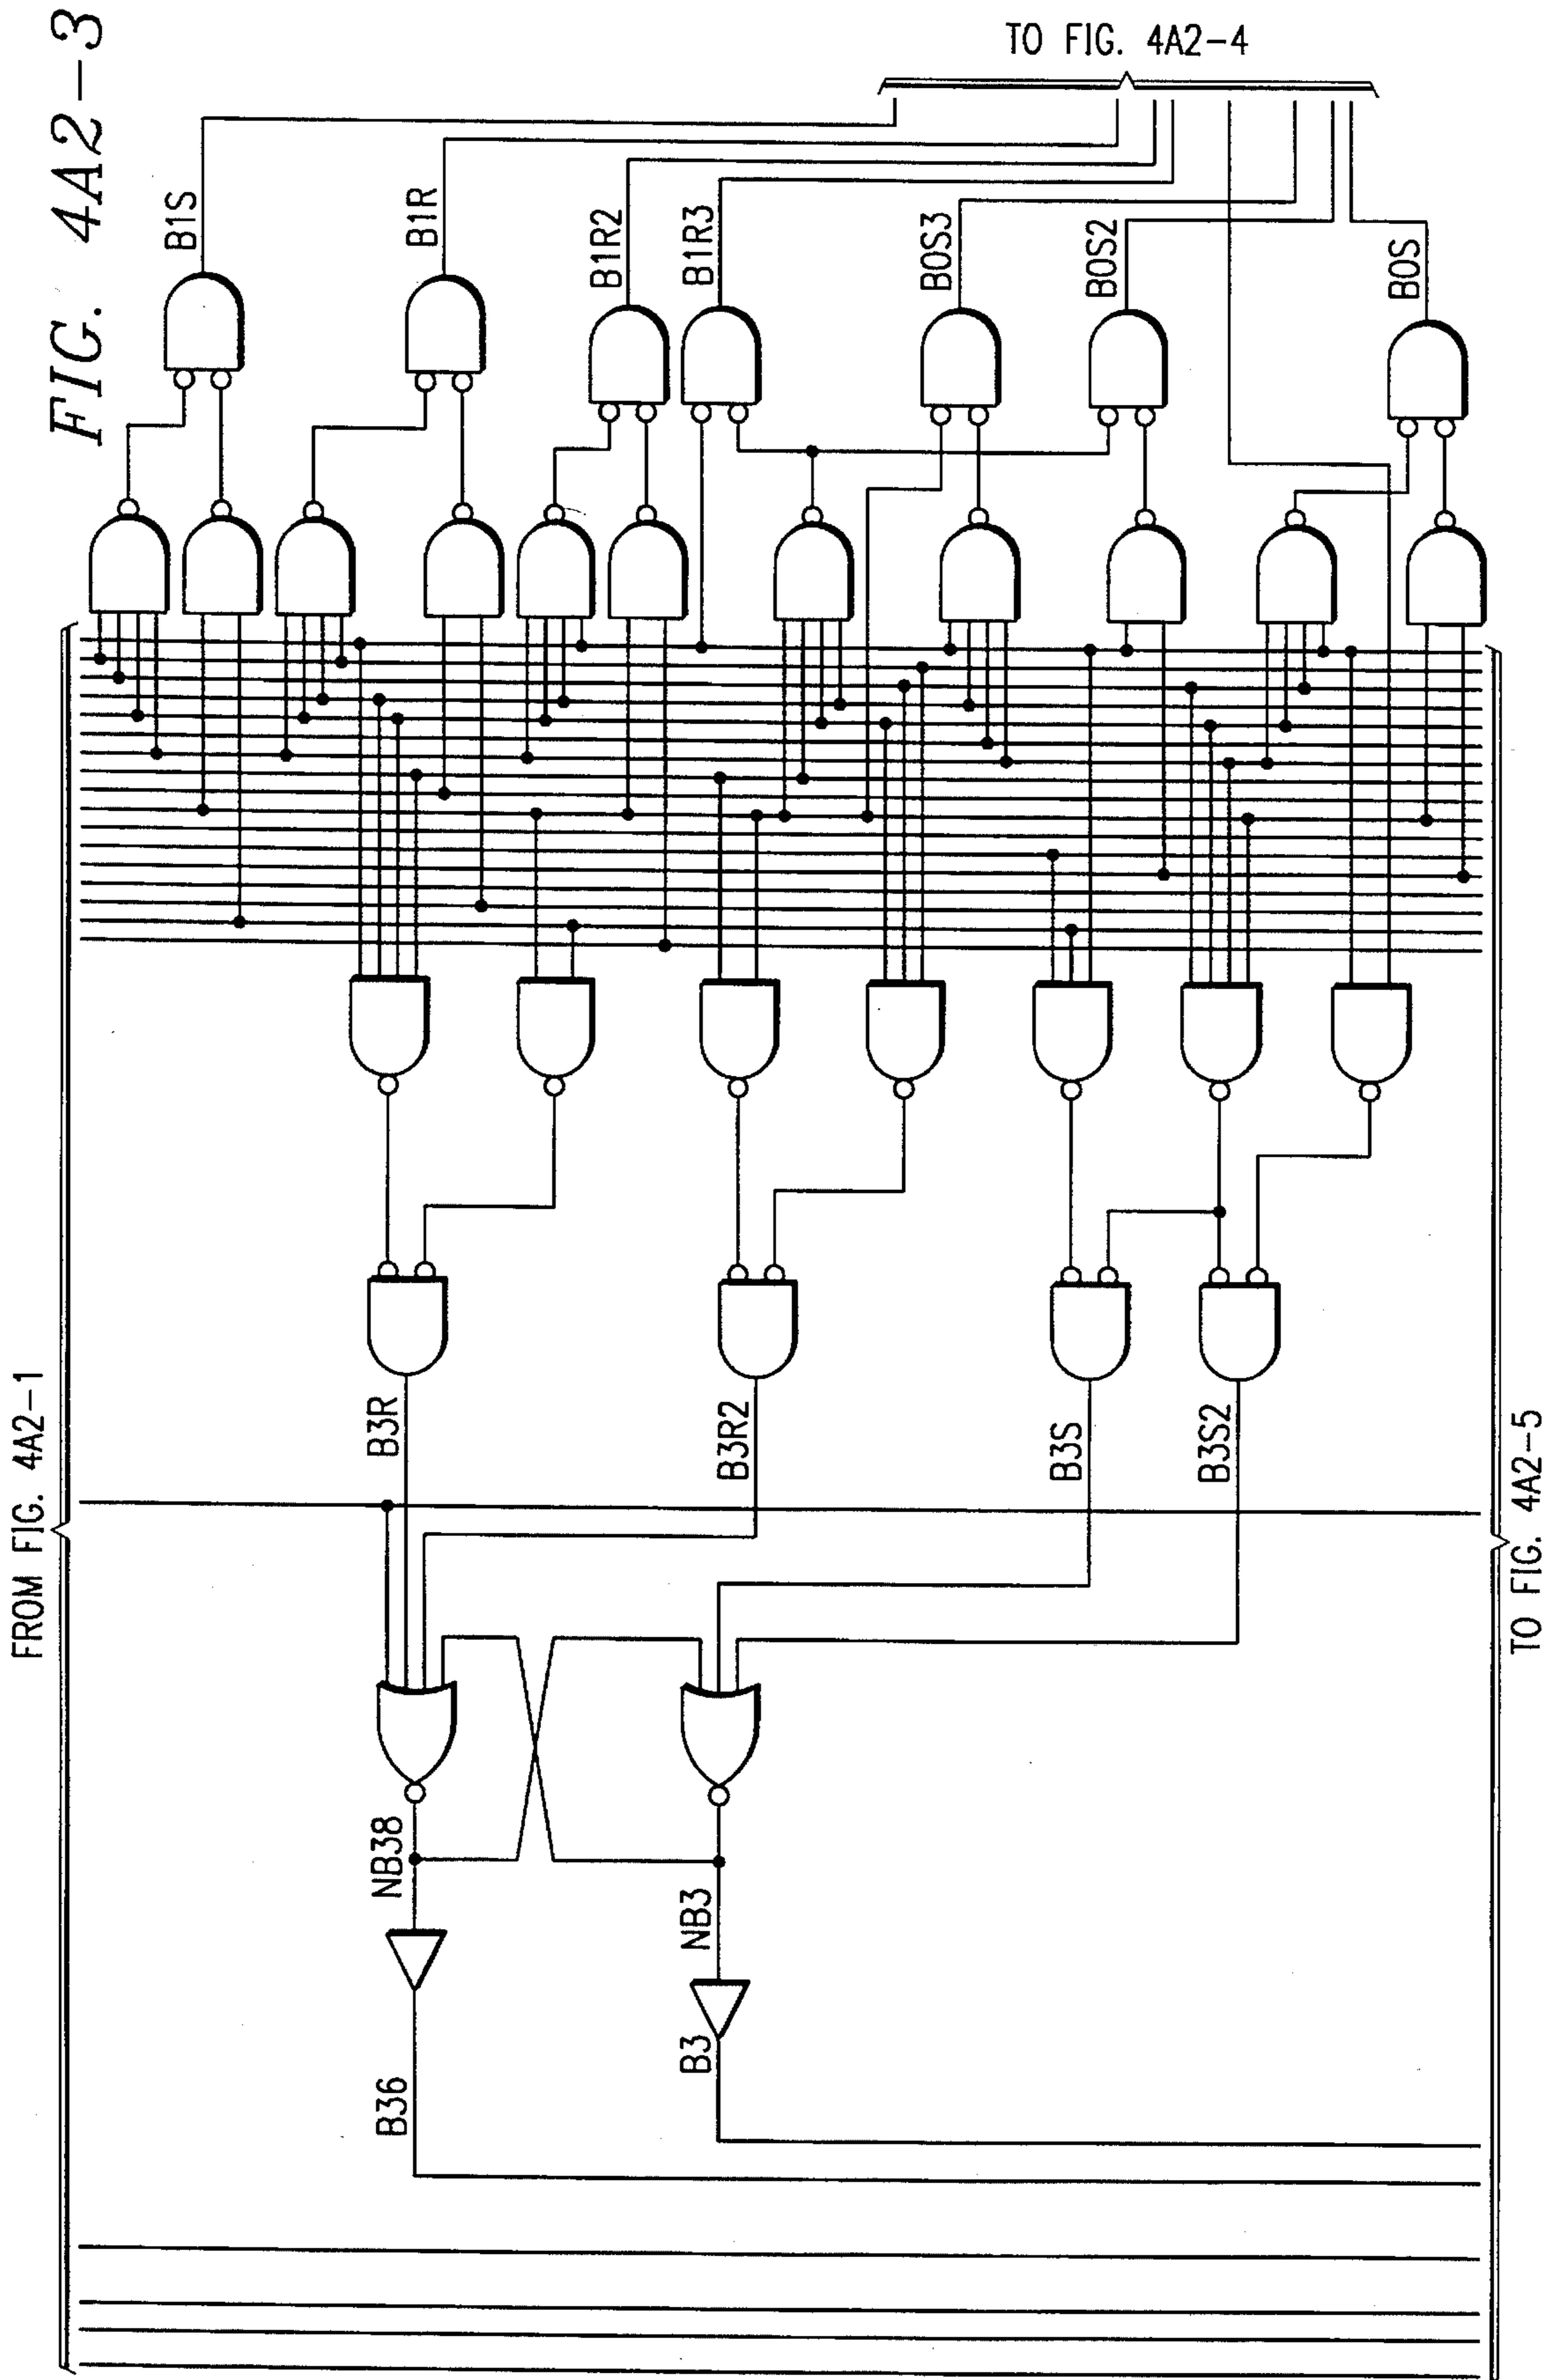 FIG. 4A2-3
TO FIG. 4A2-4
B1S
B1R
B1R2
B1R3
B0S3
B0S2
B0S
FROM FIG. 4A2-1
B3R
B3R2
B3S
B3S2
TO FIG. 4A2-5
NB38
NB3
B36
B3